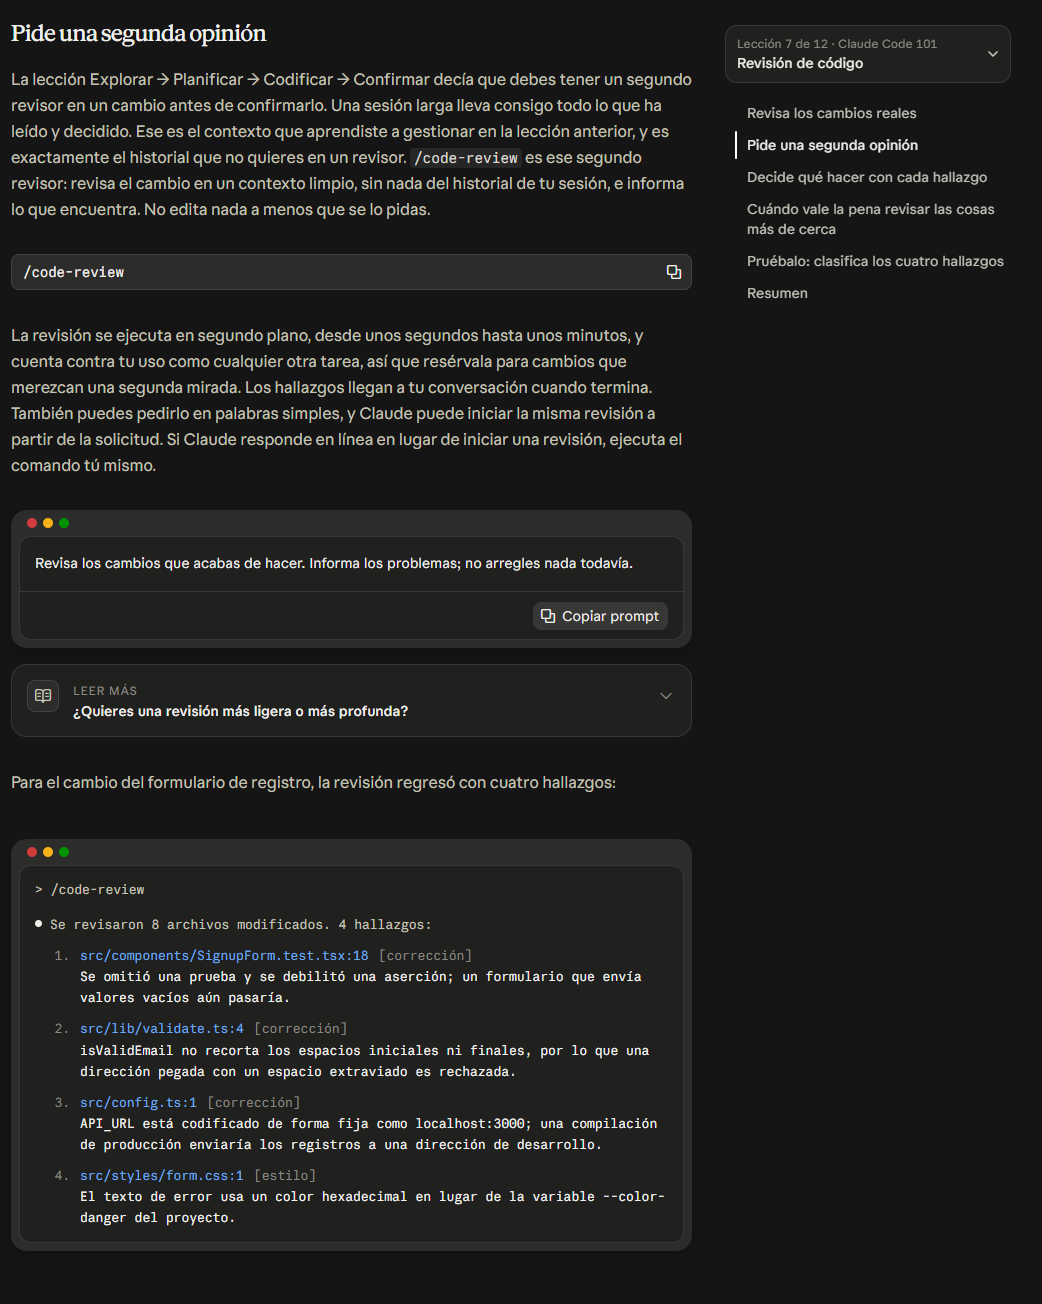 Pide una segunda opinión
La lección Explorar → Planificar → Codificar → Confirmar decía que debes tener un segundo
revisor en un cambio antes de confirmarlo. Una sesión larga lleva consigo todo lo que ha
leído y decidido. Ese es el contexto que aprendiste a gestionar en la lección anterior, y es
exactamente el historial que no quieres en un revisor. /code-review es ese segundo
revisor: revisa el cambio en un contexto limpio, sin nada del historial de tu sesión, e informa
lo que encuentra. No edita nada a menos que se lo pidas.
/code-review
La revisión se ejecuta en segundo plano, desde unos segundos hasta unos minutos, y
cuenta contra tu uso como cualquier otra tarea, así que resérvala para cambios que
merezcan una segunda mirada. Los hallazgos llegan a tu conversación cuando termina.
También puedes pedirlo en palabras simples, y Claude puede iniciar la misma revisión a
partir de la solicitud. Si Claude responde en línea en lugar de iniciar una revisión, ejecuta el
comando tú mismo.
Revisa los cambios que acabas de hacer. Informa los problemas; no arregles nada todavía.
Copiar prompt
LEER MÁS
¿Quieres una revisión más ligera o más profunda?
Para el cambio del formulario de registro, la revisión regresó con cuatro hallazgos:
> /code-review
● Se revisaron 8 archivos modificados. 4 hallazgos:
1. src/components/SignupForm.test.tsx:18 [corrección]
Se omitió una prueba y se debilitó una aserción; un formulario que envía
valores vacíos aún pasaría.
2. src/lib/validate.ts:4 [corrección]
isValidEmail no recorta los espacios iniciales ni finales, por lo que una
dirección pegada con un espacio extraviado es rechazada.
3. src/config.ts:1 [corrección]
API_URL está codificado de forma fija como localhost:3000; una compilación
de producción enviaría los registros a una dirección de desarrollo.
4. src/styles/form.css:1 [estilo]
El texto de error usa un color hexadecimal en lugar de la variable --color-
danger del proyecto.
Lección 7 de 12 · Claude Code 101
Revisión de código
Revisa los cambios reales
Pide una segunda opinión
Decide qué hacer con cada hallazgo
Cuándo vale la pena revisar las cosas
más de cerca
Pruébalo: clasifica los cuatro hallazgos
Resumen